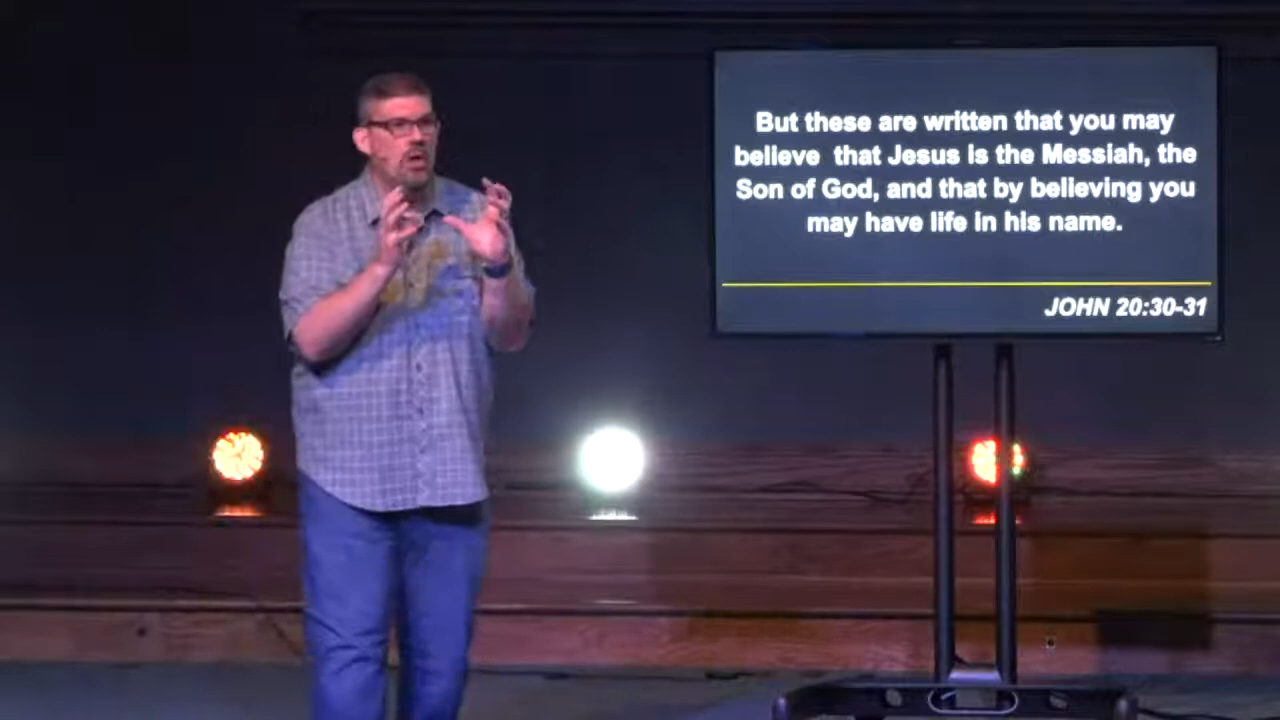 But these are written that you may
believe  that Jesus is the Messiah, the
Son of God, and that by believing you
may have life in his name.
JOHN 20:30-31